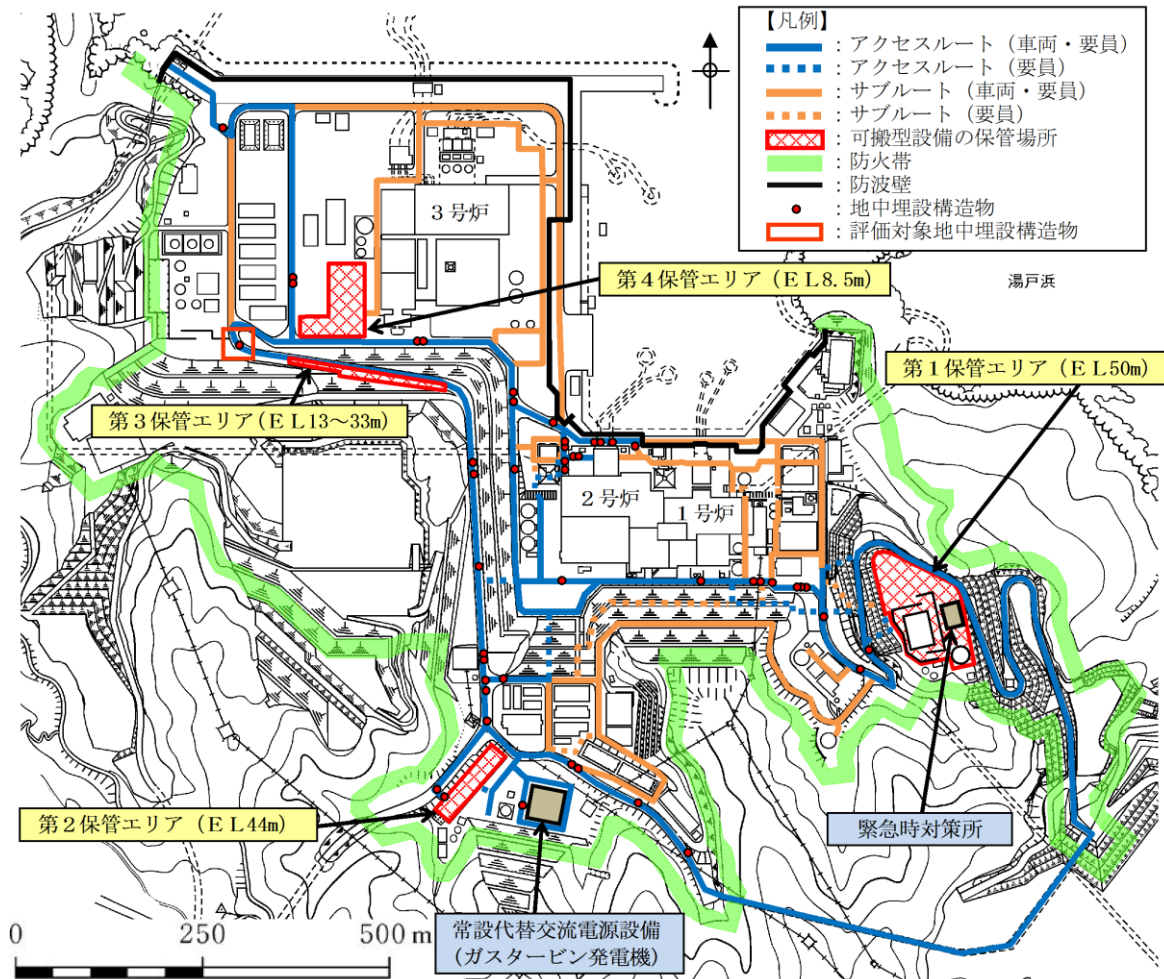 【凡例】
：アクセスルート（車両・要員）
：アクセスルート（要員）
：サブルート（車両・要員）
：サブルート（要員）
：可搬型設備の保管場所
：防火帯
：防波壁
：地中埋設構造物
：評価対象地中埋設構造物
3号炉
第4保管エリア（EL8.5m）
湯戸浜
第1保管エリア（EL50m）
第3保管エリア（EL13～33m）
2号炉
1号炉
第2保管エリア（EL44m）
緊急時対策所
常設代替交流電源設備
（ガスタービン発電機）
0 250 500 m